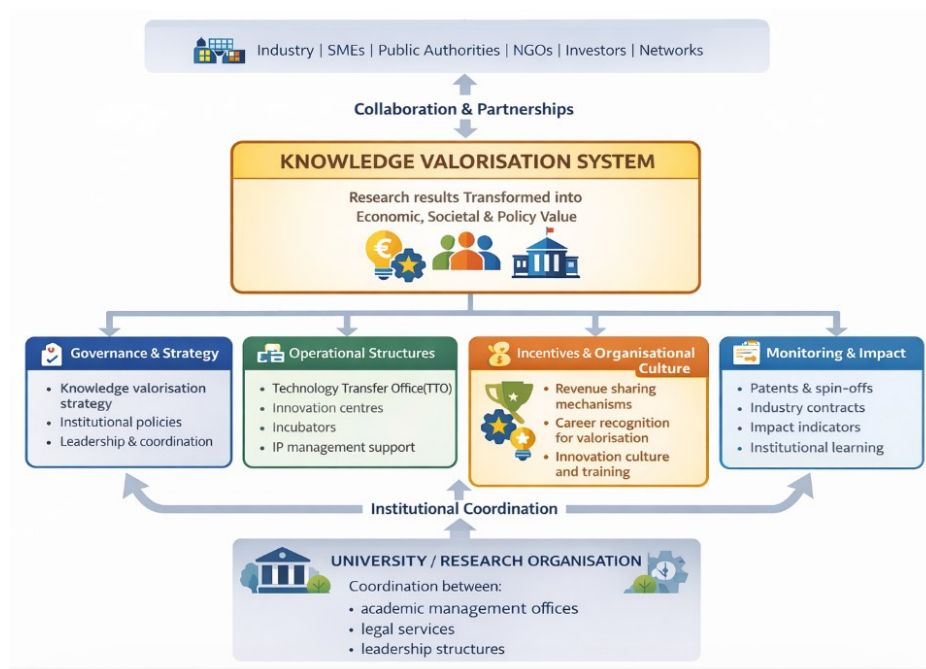 Industry | SMEs | Public Authorities | NGOs | Investors | Networks
Collaboration & Partnerships
KNOWLEDGE VALORISATION SYSTEM
Research results Transformed into
Economic, Societal & Policy Value
€
Governance & Strategy
• Knowledge valorisation
strategy
• Institutional policies
• Leadership & coordination
Operational Structures
• Technology Transfer Office(TTO)
• Innovation centres
• Incubators
• IP management support
Incentives & Organisational
Culture
• Revenue sharing
mechanisms
• Career recognition
for valorisation
• Innovation culture
and training
Monitoring & Impact
• Patents & spin-offs
• Industry contracts
• Impact indicators
• Institutional learning
Institutional Coordination
UNIVERSITY / RESEARCH ORGANISATION
Coordination between:
• academic management offices
• legal services
• leadership structures